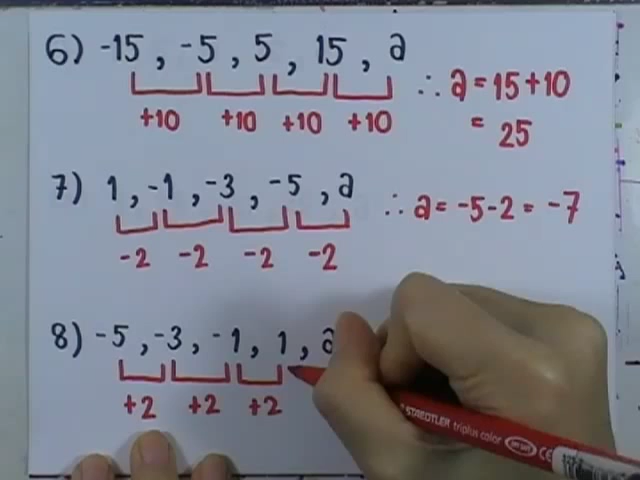 6) -15 , -5 , 5 , 15 , a ∴ a = 15+10
+10 +10 +10 +10 = 25
7) 1 , -1 , -3 , -5 , a ∴ a = -5-2 = -7
-2 -2 -2 -2
8) -5 , -3 , -1 , 1 , a
+2 +2 +2
STAEDTLER triplus color